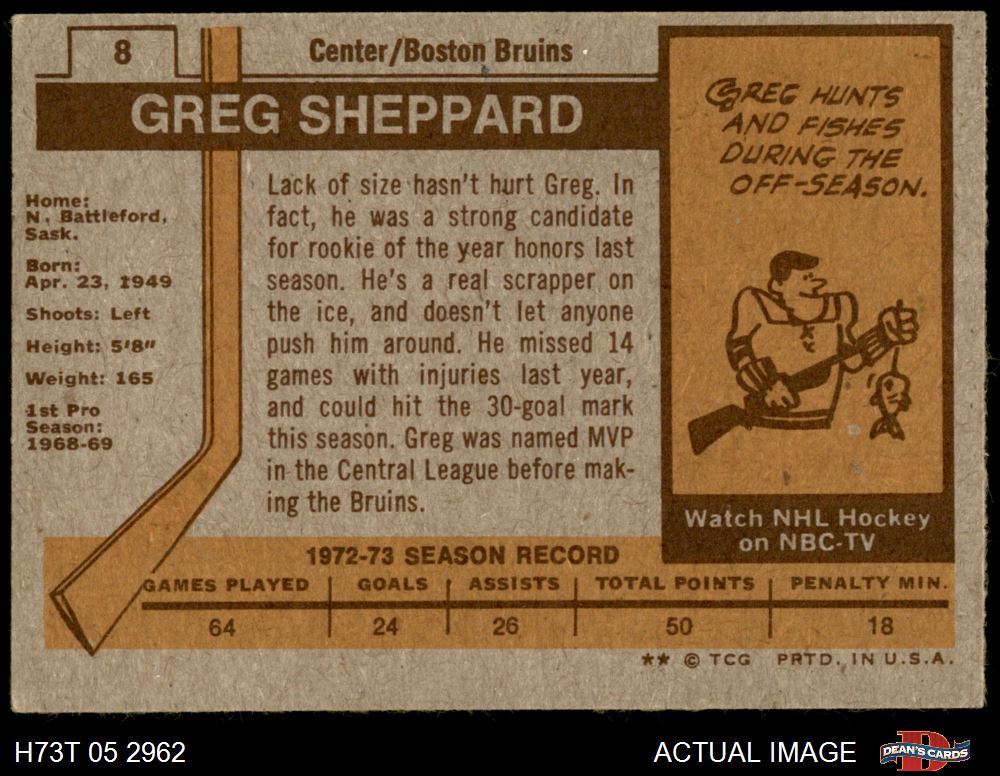 8
Center/Boston Bruins
GREG SHEPPARD
Home:
N. Battleford,
Sask.
Born:
Apr. 23, 1949
Shoots: Left
Height: 5'8"
Weight: 165
1st Pro
Season:
1968-69
Lack of size hasn't hurt Greg. In
fact, he was a strong candidate
for rookie of the year honors last
season. He's a real scrapper on
the ice, and doesn't let anyone
push him around. He missed 14
games with injuries last year,
and could hit the 30-goal mark
this season. Greg was named MVP
in the Central League before mak-
ing the Bruins.
GREG HUNTS
AND FISHES
DURING THE
OFF-SEASON.
Watch NHL Hockey
on NBC-TV
1972-73 SEASON RECORD
GAMES PLAYED GOALS ASSISTS TOTAL POINTS PENALTY MIN.
64 24 26 50 18
** © TCG PRTD. IN U.S.A.
H73T 05 2962
ACTUAL IMAGE
D
DEAN'S CARDS